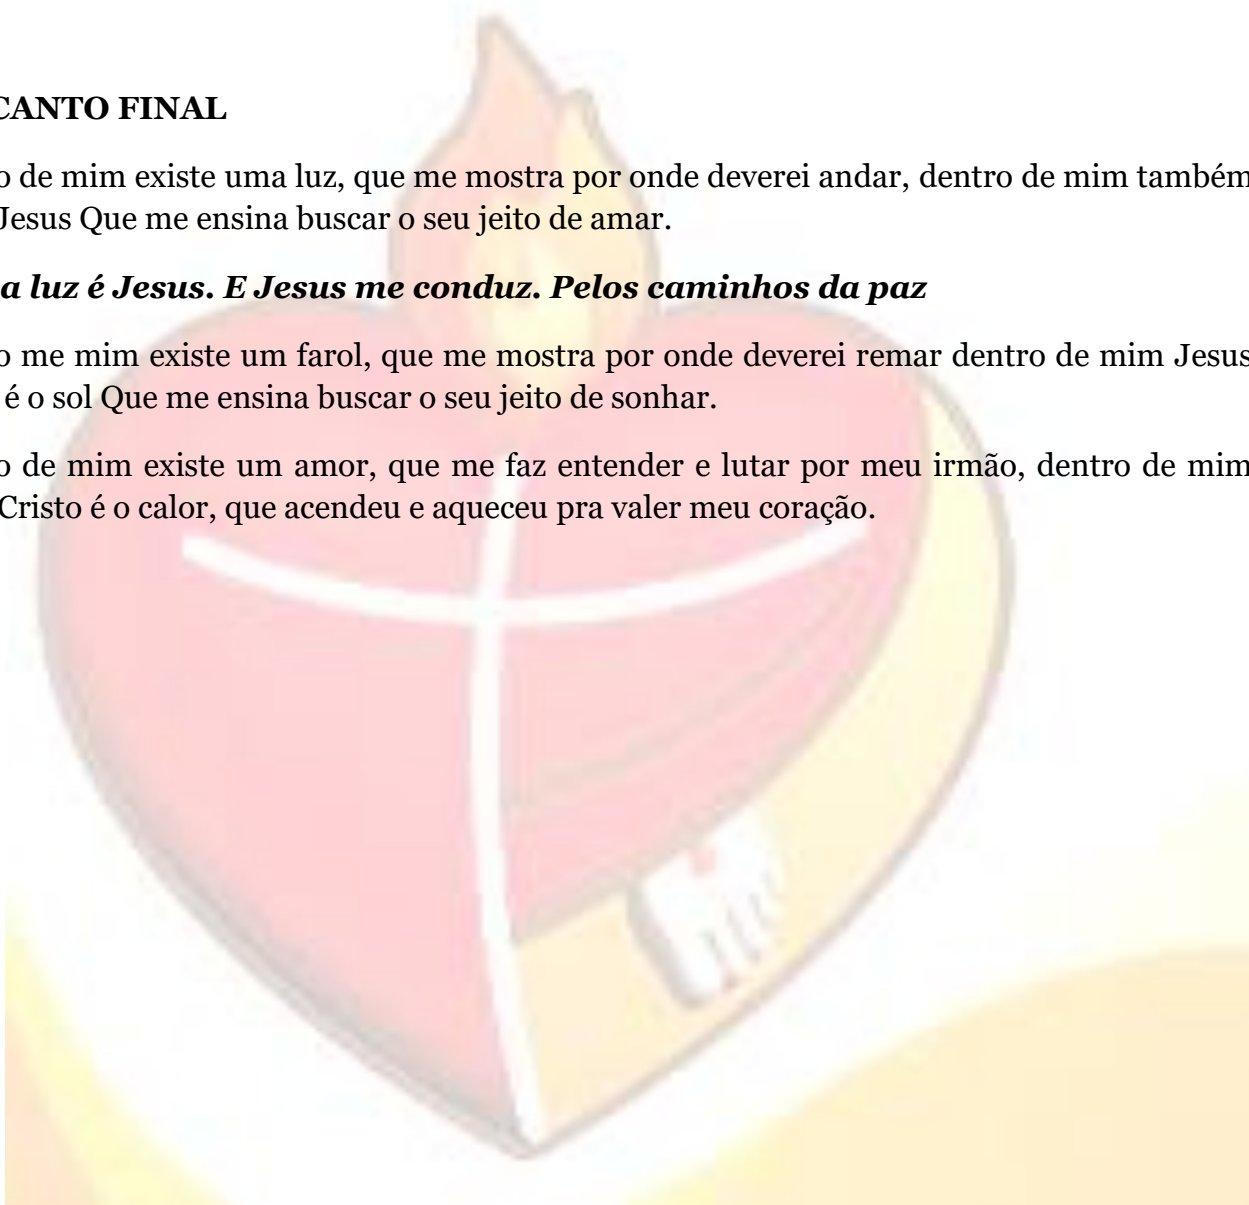 CANTO FINAL
o de mim existe uma luz, que me mostra por onde deverei andar, dentro de mim também
Jesus Que me ensina buscar o seu jeito de amar.
a luz é Jesus. E Jesus me conduz. Pelos caminhos da paz
o me mim existe um farol, que me mostra por onde deverei remar dentro de mim Jesus
é o sol Que me ensina buscar o seu jeito de sonhar.
o de mim existe um amor, que me faz entender e lutar por meu irmão, dentro de mim
Cristo é o calor, que acendeu e aqueceu pra valer meu coração.